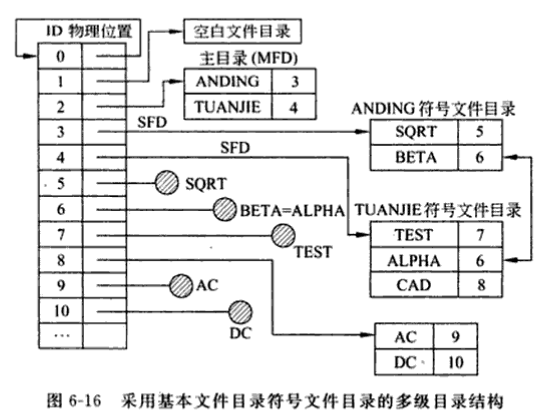 ID 物理位置
0
1
2
3
4
5
6
7
8
9
10
...
空白文件目录
主目录(MFD)
ANDING 3
TUANJIE 4
SFD
SFD
ANDING 符号文件目录
SQRT 5
BETA 6
SQRT
BETA=ALPHA
TEST
TUANJIE 符号文件目录
TEST 7
ALPHA 6
CAD 8
AC
DC
AC 9
DC 10
图 6-16 采用基本文件目录符号文件目录的多级目录结构